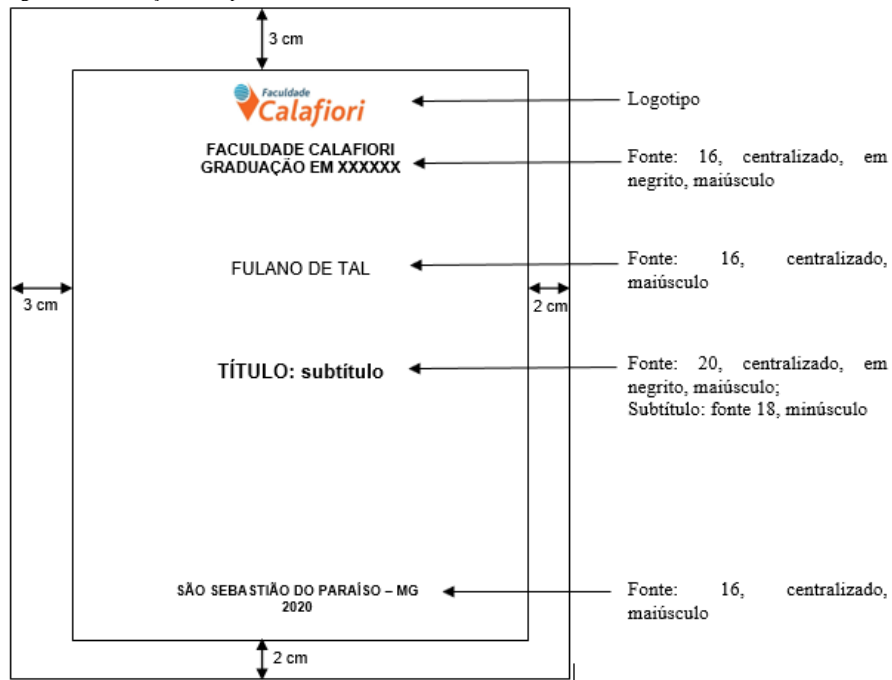 3 cm
Faculdade
Calafiori
Logotipo
FACULDADE CALAFIORI
GRADUAÇÃO EM XXXXXX
Fonte: 16, centralizado, em
negrito, maiúsculo
FULANO DE TAL
Fonte: 16, centralizado,
maiúsculo
3 cm
2 cm
TÍTULO: subtítulo
Fonte: 20, centralizado, em
negrito, maiúsculo;
Subtítulo: fonte 18, minúsculo
SÃO SEBASTIÃO DO PARAÍSO – MG
2020
Fonte: 16, centralizado,
maiúsculo
2 cm